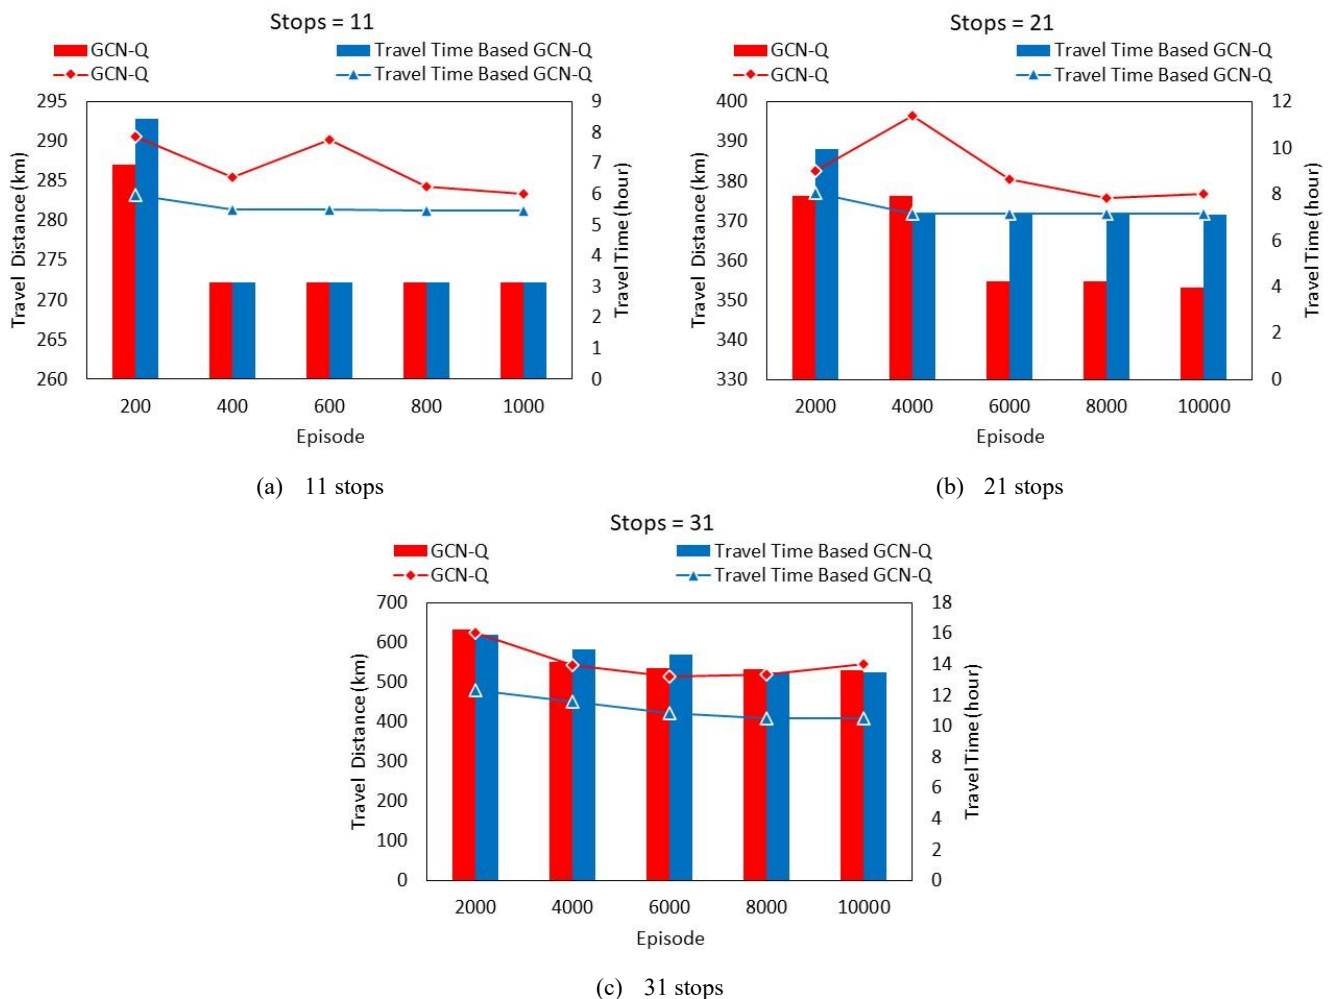 Stops = 11
GCN-Q Travel Time Based GCN-Q
GCN-Q Travel Time Based GCN-Q
Travel Distance (km)
295
290
285
280
275
270
265
260
9
8
7
6
5
4
3
2
1
0
Travel Time (hour)
200 400 600 800 1000
Episode
(a) 11 stops
Stops = 21
GCN-Q Travel Time Based GCN-Q
GCN-Q Travel Time Based GCN-Q
Travel Distance (km)
400
390
380
370
360
350
340
330
12
10
8
6
4
2
0
Travel Time (hour)
2000 4000 6000 8000 10000
Episode
(b) 21 stops
Stops = 31
GCN-Q Travel Time Based GCN-Q
GCN-Q Travel Time Based GCN-Q
Travel Distance (km)
700
600
500
400
300
200
100
0
18
16
14
12
10
8
6
4
2
0
Travel Time (hour)
2000 4000 6000 8000 10000
Episode
(c) 31 stops